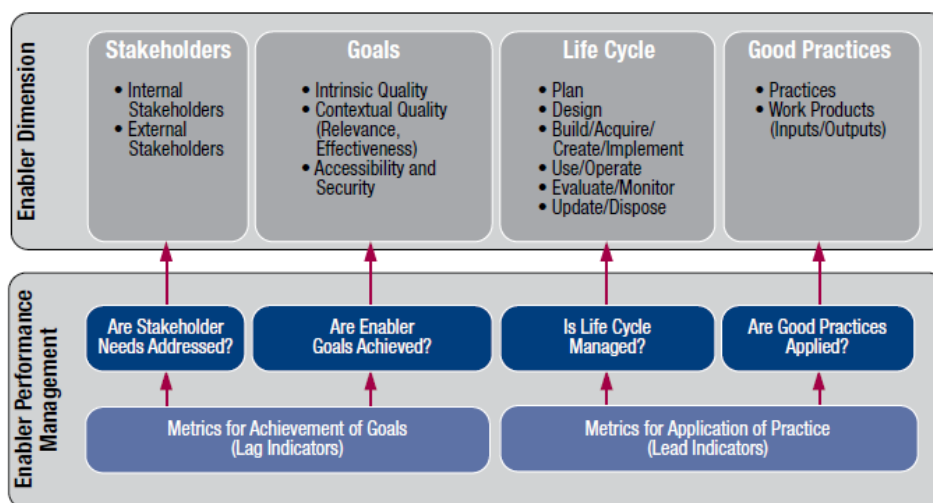 Enabler Dimension
Stakeholders
• Internal
Stakeholders
• External
Stakeholders
Goals
• Intrinsic Quality
• Contextual Quality
(Relevance,
Effectiveness)
• Accessibility and
Security
Life Cycle
• Plan
• Design
• Build/Acquire/
Create/Implement
• Use/Operate
• Evaluate/Monitor
• Update/Dispose
Good Practices
• Practices
• Work Products
(Inputs/Outputs)
Enabler Performance
Management
Are Stakeholder
Needs Addressed?
Are Enabler
Goals Achieved?
Is Life Cycle
Managed?
Are Good Practices
Applied?
Metrics for Achievement of Goals
(Lag Indicators)
Metrics for Application of Practice
(Lead Indicators)